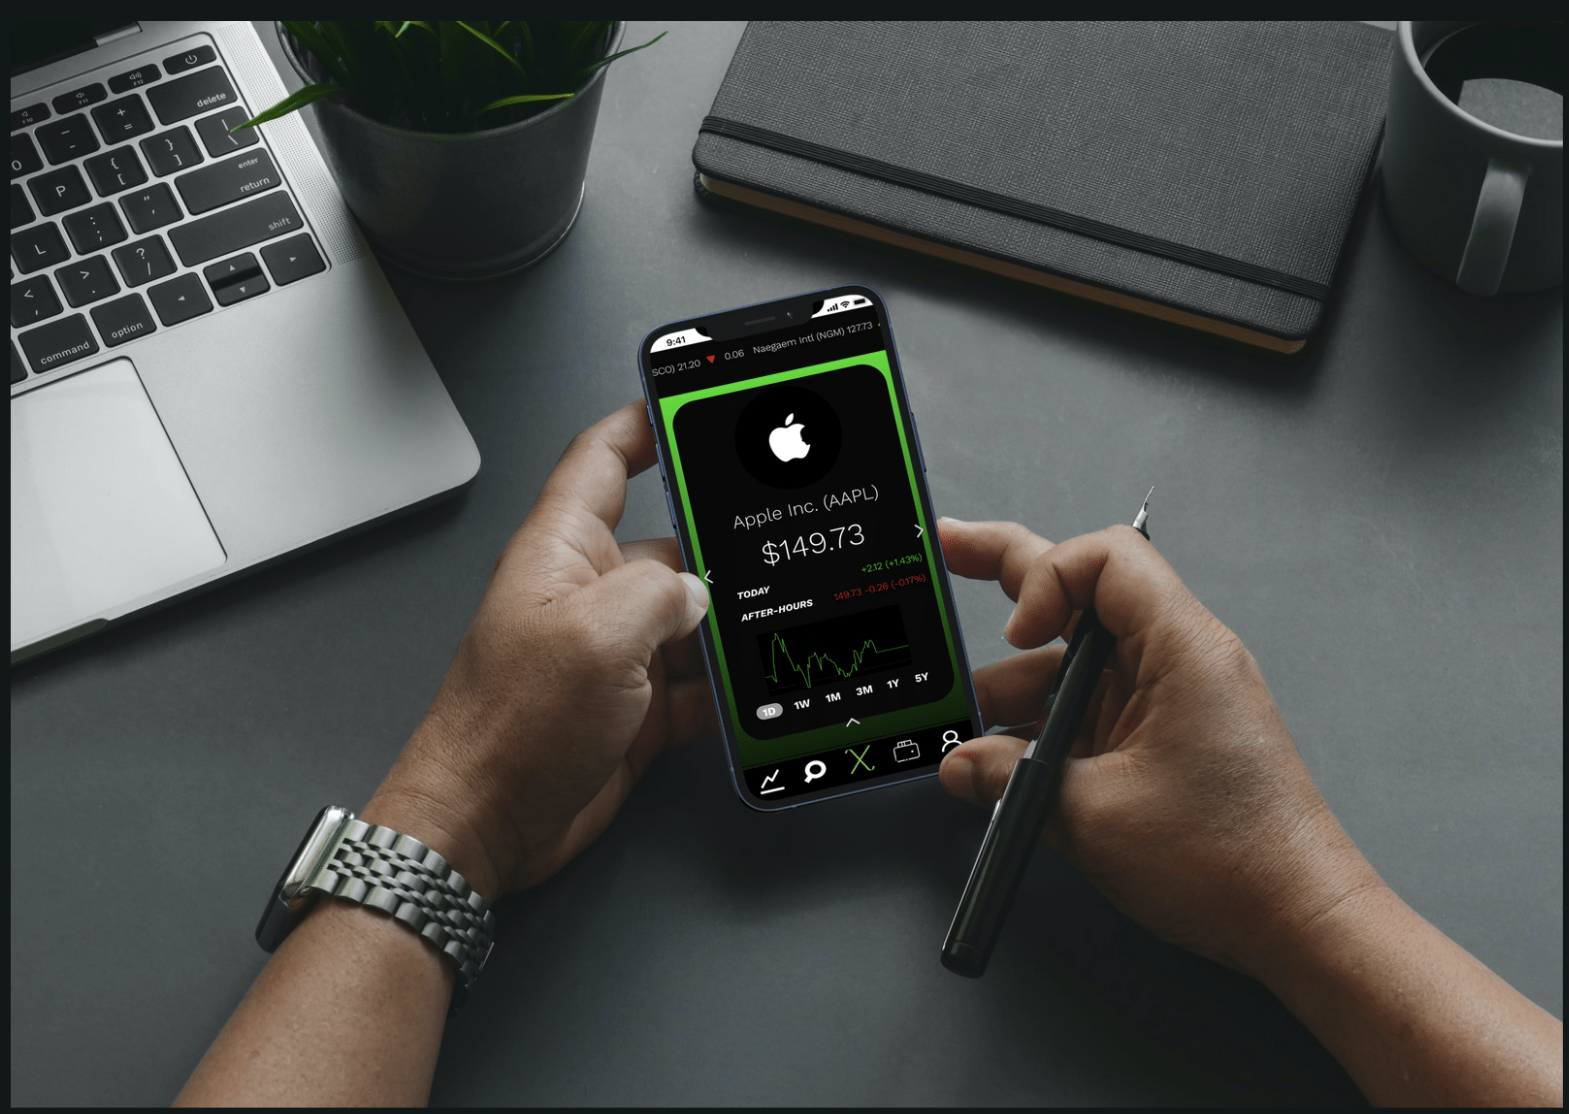 delete
+
=
-
}
]
{
[
|
\
enter
return
P
"
'
:
;
L
shift
?
/
>
.
<
,
option
command
9:41
SCO) 21.20 ▼ 0.06 Naegaem Intl (NGM) 127.73
Apple Inc. (AAPL)
$149.73
TODAY +2.12 (+1.43%)
AFTER-HOURS 149.73 -0.26 (-0.17%)
1D 1W 1M 3M 1Y 5Y